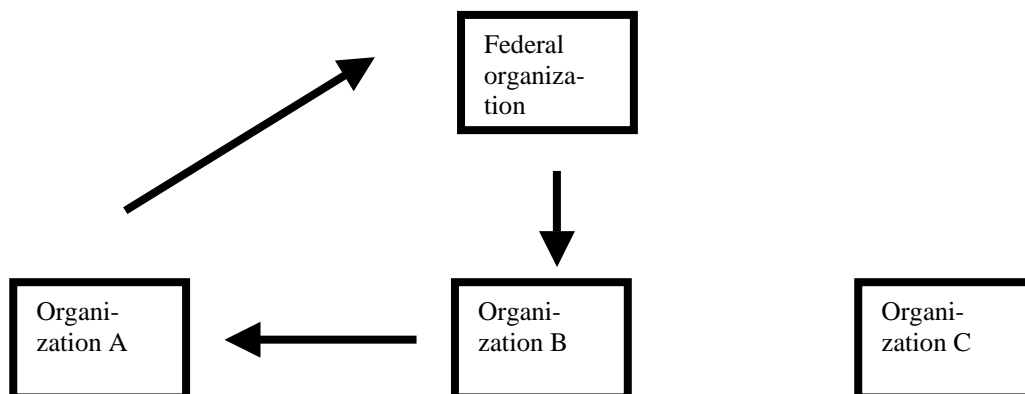 Federal
organiza-
tion
Organi-
zation A
Organi-
zation B
Organi-
zation C